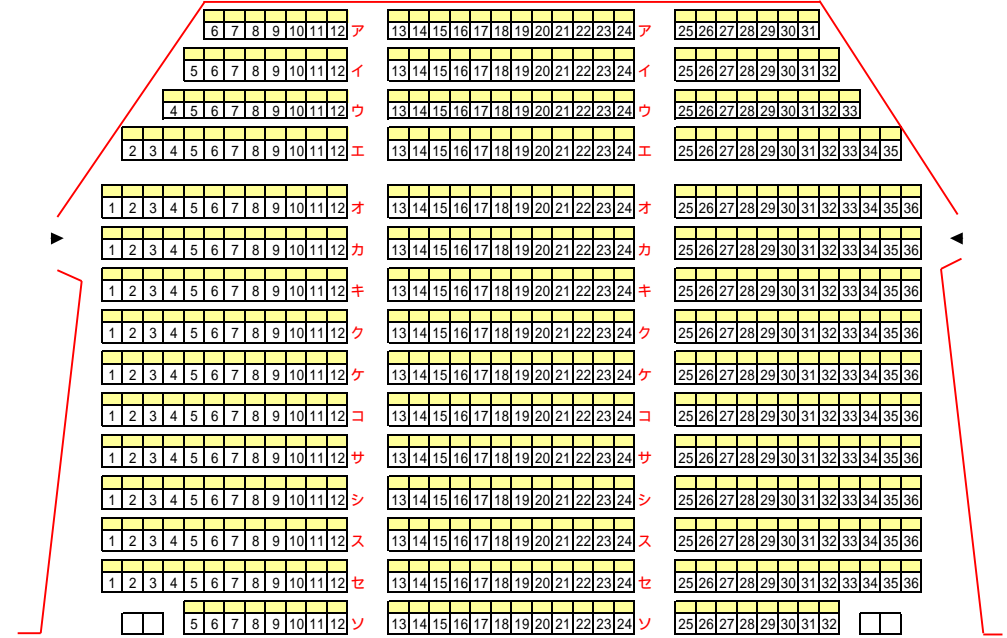 6 7 8 9 10 11 12 ア 13 14 15 16 17 18 19 20 21 22 23 24 ア 25 26 27 28 29 30 31
5 6 7 8 9 10 11 12 イ 13 14 15 16 17 18 19 20 21 22 23 24 イ 25 26 27 28 29 30 31 32
4 5 6 7 8 9 10 11 12 ウ 13 14 15 16 17 18 19 20 21 22 23 24 ウ 25 26 27 28 29 30 31 32 33
2 3 4 5 6 7 8 9 10 11 12 エ 13 14 15 16 17 18 19 20 21 22 23 24 エ 25 26 27 28 29 30 31 32 33 34 35
1 2 3 4 5 6 7 8 9 10 11 12 オ 13 14 15 16 17 18 19 20 21 22 23 24 オ 25 26 27 28 29 30 31 32 33 34 35 36
1 2 3 4 5 6 7 8 9 10 11 12 カ 13 14 15 16 17 18 19 20 21 22 23 24 カ 25 26 27 28 29 30 31 32 33 34 35 36
1 2 3 4 5 6 7 8 9 10 11 12 キ 13 14 15 16 17 18 19 20 21 22 23 24 キ 25 26 27 28 29 30 31 32 33 34 35 36
1 2 3 4 5 6 7 8 9 10 11 12 ク 13 14 15 16 17 18 19 20 21 22 23 24 ク 25 26 27 28 29 30 31 32 33 34 35 36
1 2 3 4 5 6 7 8 9 10 11 12 ケ 13 14 15 16 17 18 19 20 21 22 23 24 ケ 25 26 27 28 29 30 31 32 33 34 35 36
1 2 3 4 5 6 7 8 9 10 11 12 コ 13 14 15 16 17 18 19 20 21 22 23 24 コ 25 26 27 28 29 30 31 32 33 34 35 36
1 2 3 4 5 6 7 8 9 10 11 12 サ 13 14 15 16 17 18 19 20 21 22 23 24 サ 25 26 27 28 29 30 31 32 33 34 35 36
1 2 3 4 5 6 7 8 9 10 11 12 シ 13 14 15 16 17 18 19 20 21 22 23 24 シ 25 26 27 28 29 30 31 32 33 34 35 36
1 2 3 4 5 6 7 8 9 10 11 12 ス 13 14 15 16 17 18 19 20 21 22 23 24 ス 25 26 27 28 29 30 31 32 33 34 35 36
1 2 3 4 5 6 7 8 9 10 11 12 セ 13 14 15 16 17 18 19 20 21 22 23 24 セ 25 26 27 28 29 30 31 32 33 34 35 36
5 6 7 8 9 10 11 12 ソ 13 14 15 16 17 18 19 20 21 22 23 24 ソ 25 26 27 28 29 30 31 32